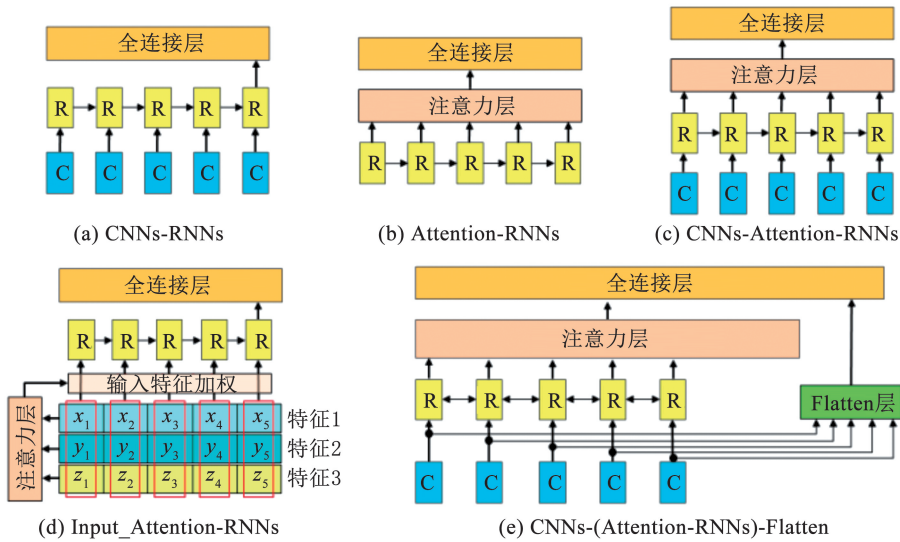 全连接层
R R R R R
C C C C C
(a) CNNs-RNNs
全连接层
注意力层
R R R R R
(b) Attention-RNNs
全连接层
注意力层
R R R R R
C C C C C
(c) CNNs-Attention-RNNs
全连接层
R R R R R
输入特征加权
注意力层
x₁ x₂ x₃ x₄ x₅ 特征1
y₁ y₂ y₃ y₄ y₅ 特征2
z₁ z₂ z₃ z₄ z₅ 特征3
(d) Input_Attention-RNNs
全连接层
注意力层
R R R R R
Flatten层
C C C C C
(e) CNNs-(Attention-RNNs)-Flatten